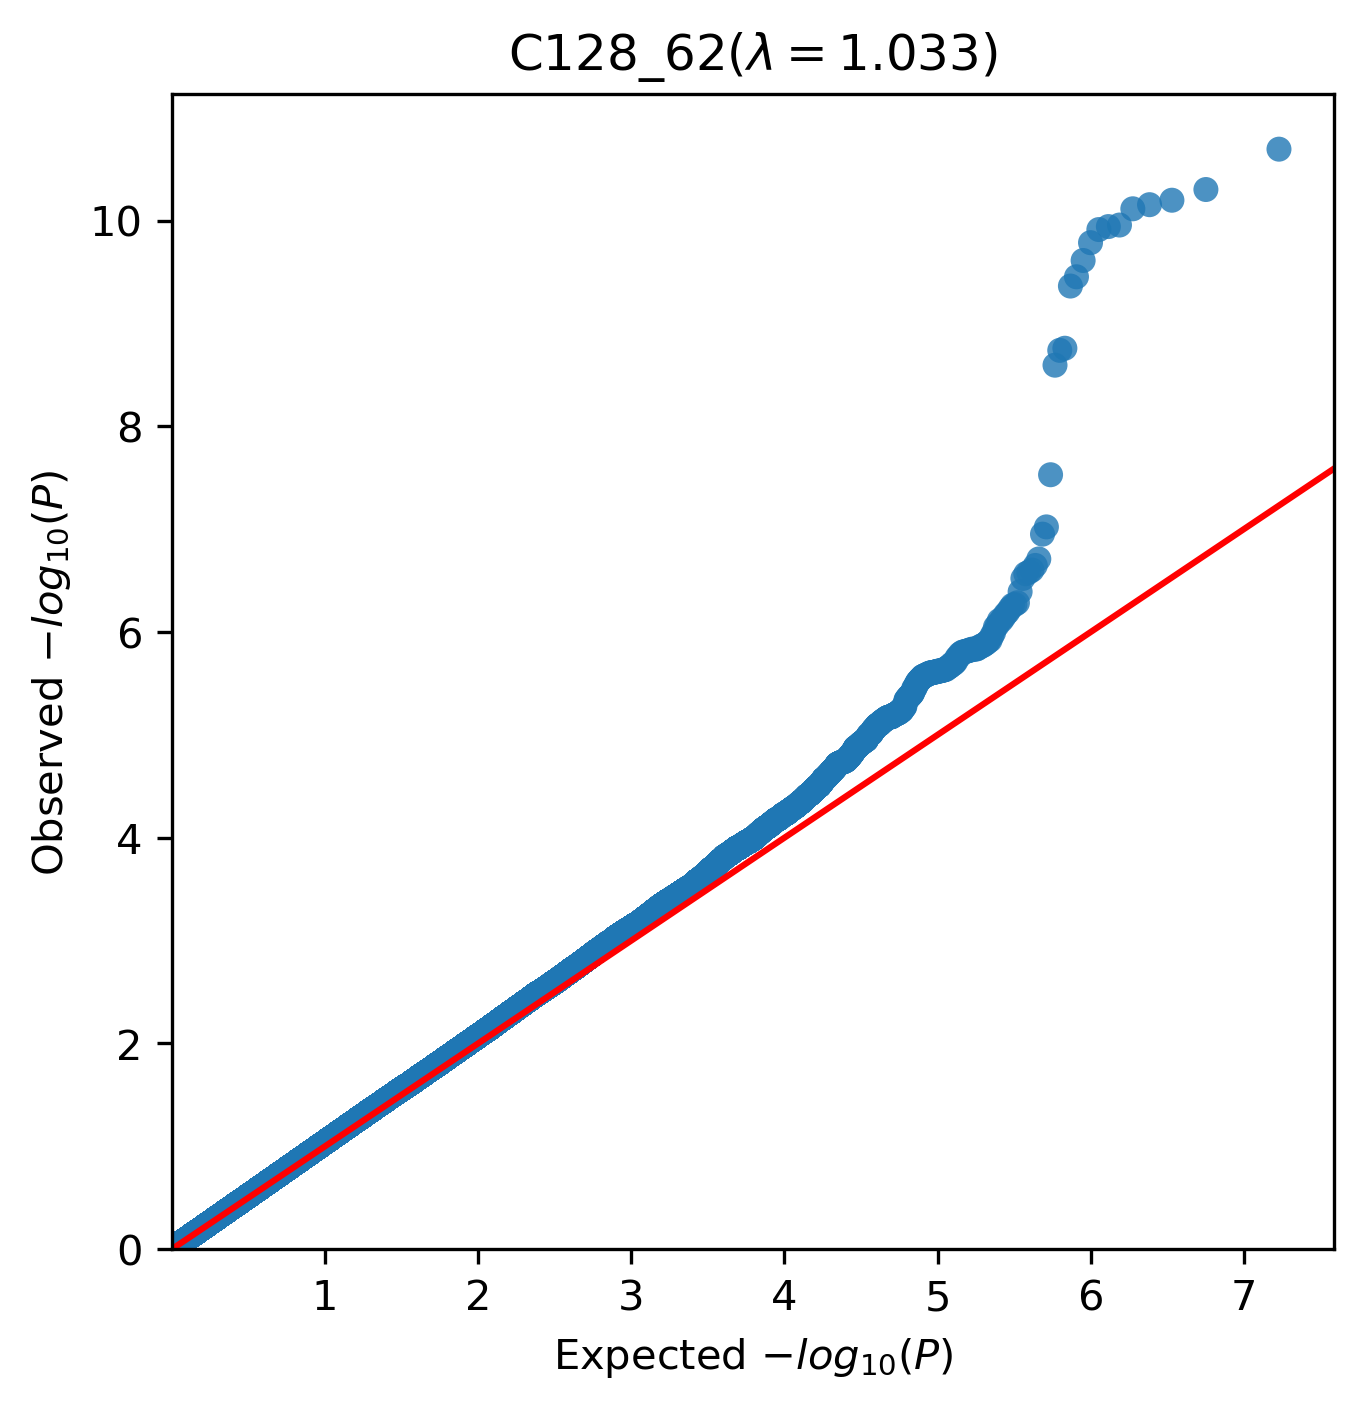 C128_62(λ = 1.033)
Observed −log₁₀(P)
10
8
6
4
2
0
1 2 3 4 5 6 7
Expected −log₁₀(P)